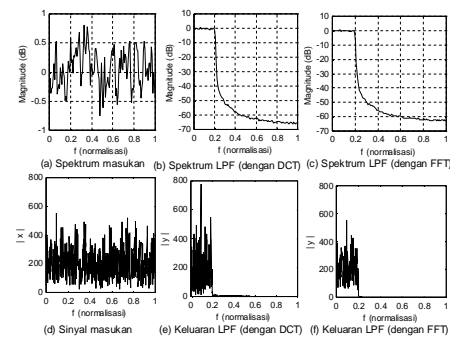 1
0.5
0
-0.5
-1
0 0.2 0.4 0.6 0.8 1
Magnitude (dB)
f (normalisasi)
(a) Spektrum masukan
10
0
-10
-20
-30
-40
-50
-60
-70
0 0.2 0.4 0.6 0.8 1
Magnitude (dB)
f (normalisasi)
(b) Spektrum LPF (dengan DCT)
10
0
-10
-20
-30
-40
-50
-60
-70
0 0.2 0.4 0.6 0.8 1
Magnitude (dB)
f (normalisasi)
(c) Spektrum LPF (dengan FFT)
800
600
400
200
0
0 0.2 0.4 0.6 0.8 1
| x |
f (normalisasi)
(d) Sinyal masukan
800
600
400
200
0
0 0.2 0.4 0.6 0.8 1
| y |
f (normalisasi)
(e) Keluaran LPF (dengan DCT)
800
600
400
200
0
0 0.2 0.4 0.6 0.8 1
| y |
f (normalisasi)
(f) Keluaran LPF (dengan FFT)